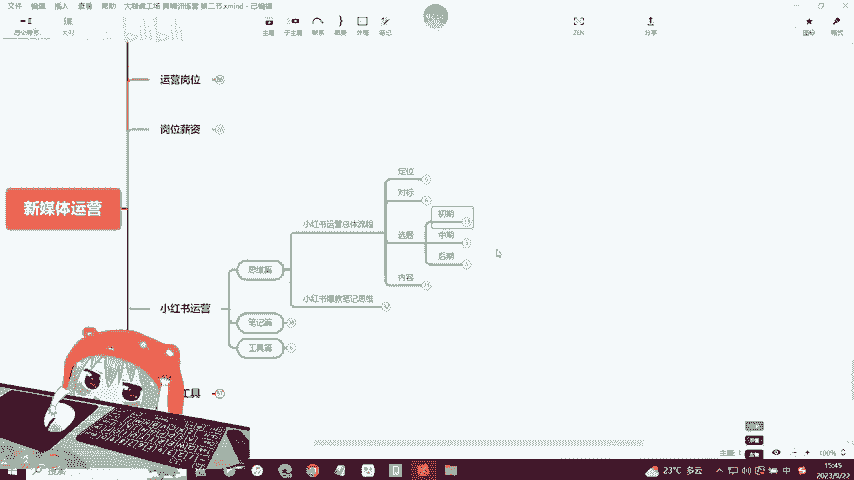 文件 编辑 插入 查看 帮助 大鹅桌工场 网赚训练营 第二节.xmind - 已编辑
主题 子主题 联系 概要 外框 笔记 ZEN 分享 图标 格式
运营岗位
岗位薪资
定位
对标
新媒体运营
初期
小红书运营总体流程
选题
中期
后期
思维篇
内容
小红书爆款笔记思维
小红书运营
笔记篇
工具篇
工具
主题: 1
100%
23°C 多云
中
15:45
2023/9/22